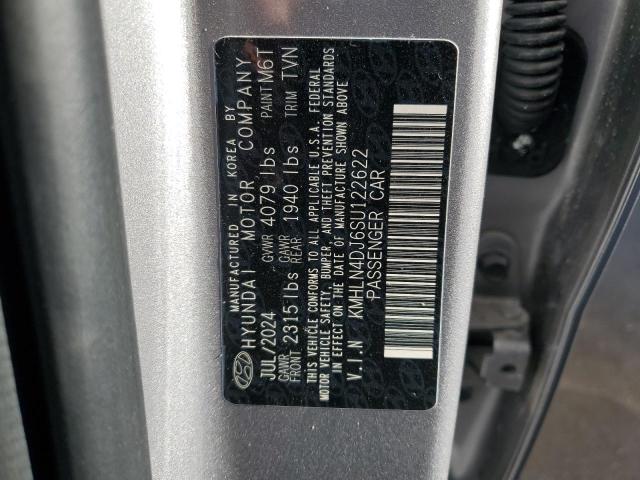 MANUFACTURED IN KOREA BY
HYUNDAI MOTOR COMPANY
JUL/2024 GVWR 4079 lbs PAINT M6T
GAWR FRONT 2315 lbs GAWR REAR 1940 lbs TRIM TVN
THIS VEHICLE CONFORMS TO ALL APPLICABLE U.S.A. FEDERAL
MOTOR VEHICLE SAFETY, BUMPER, AND THEFT PREVENTION STANDARDS
IN EFFECT ON THE DATE OF MANUFACTURE SHOWN ABOVE
V.I.N KMHLN4DJ6SU122622
PASSENGER CAR